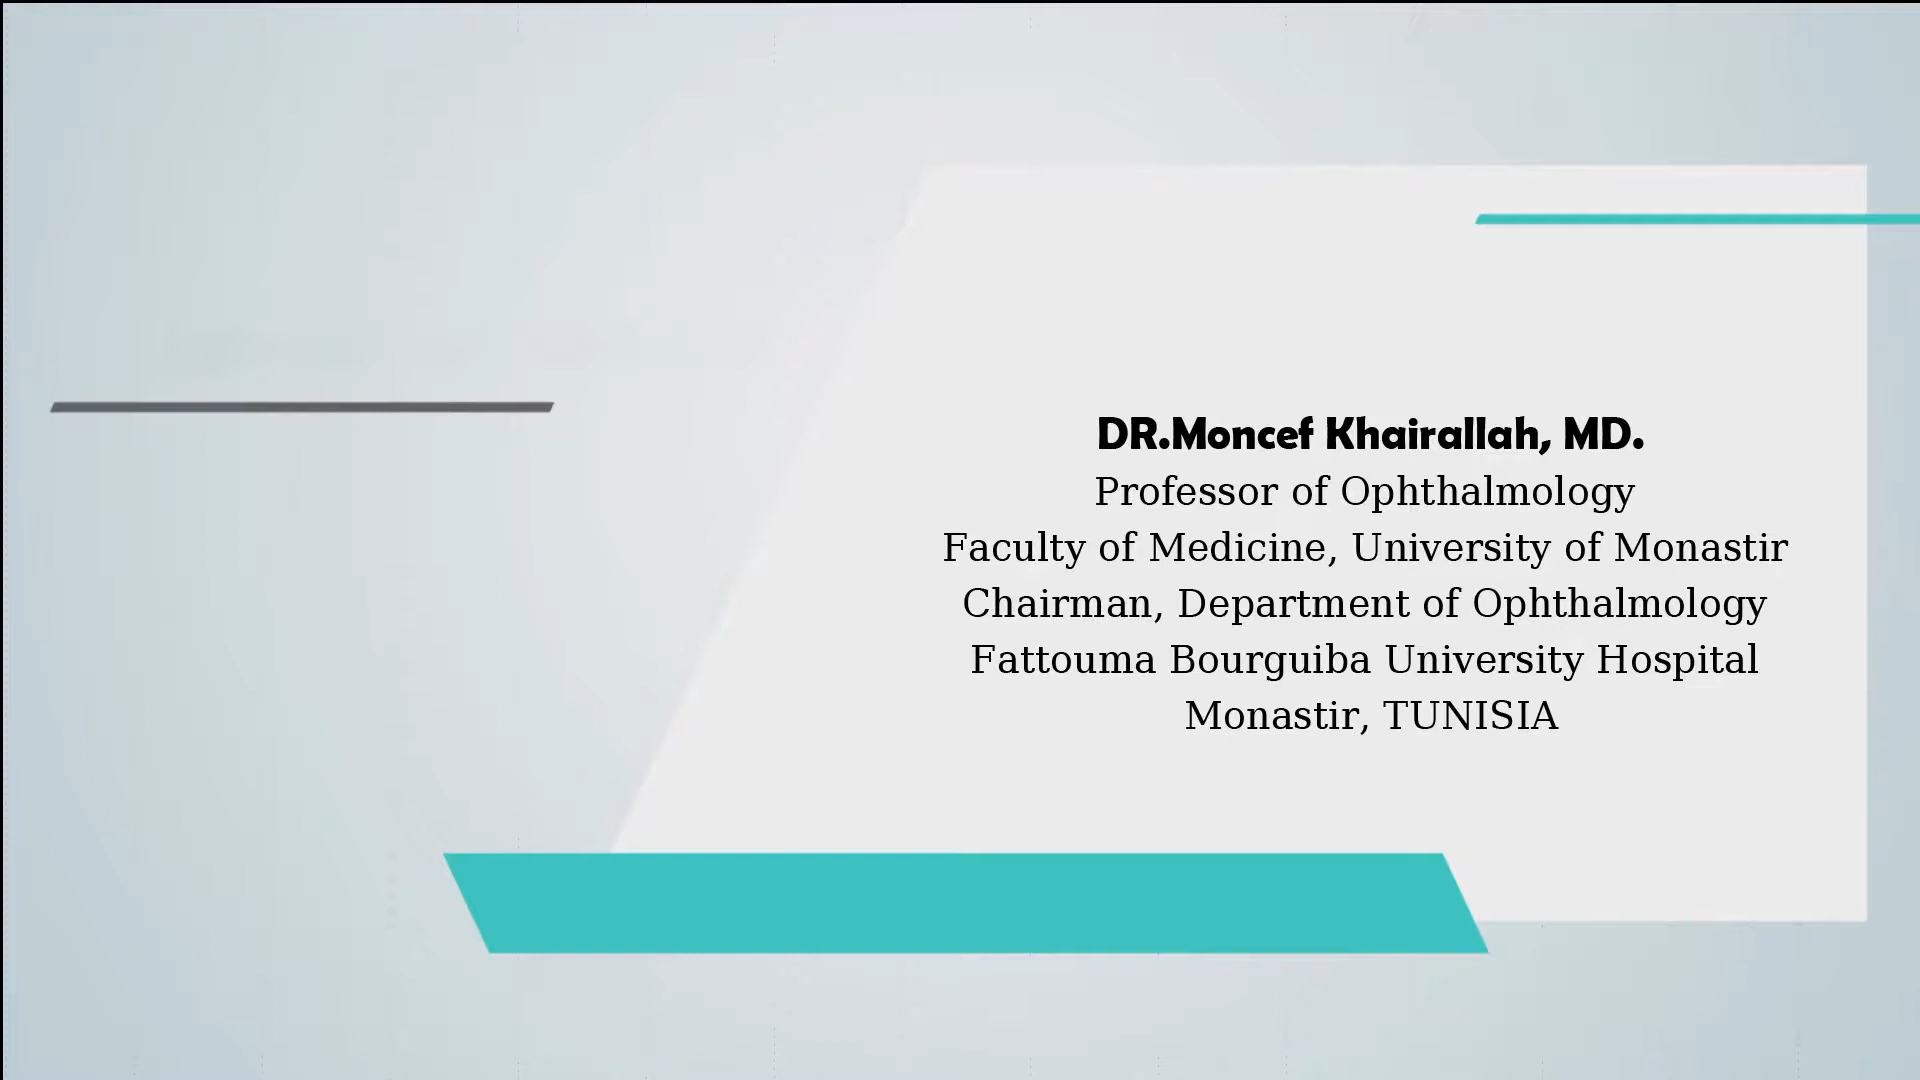 DR.Moncef Khairallah, MD.
Professor of Ophthalmology
Faculty of Medicine, University of Monastir
Chairman, Department of Ophthalmology
Fattouma Bourguiba University Hospital
Monastir, TUNISIA